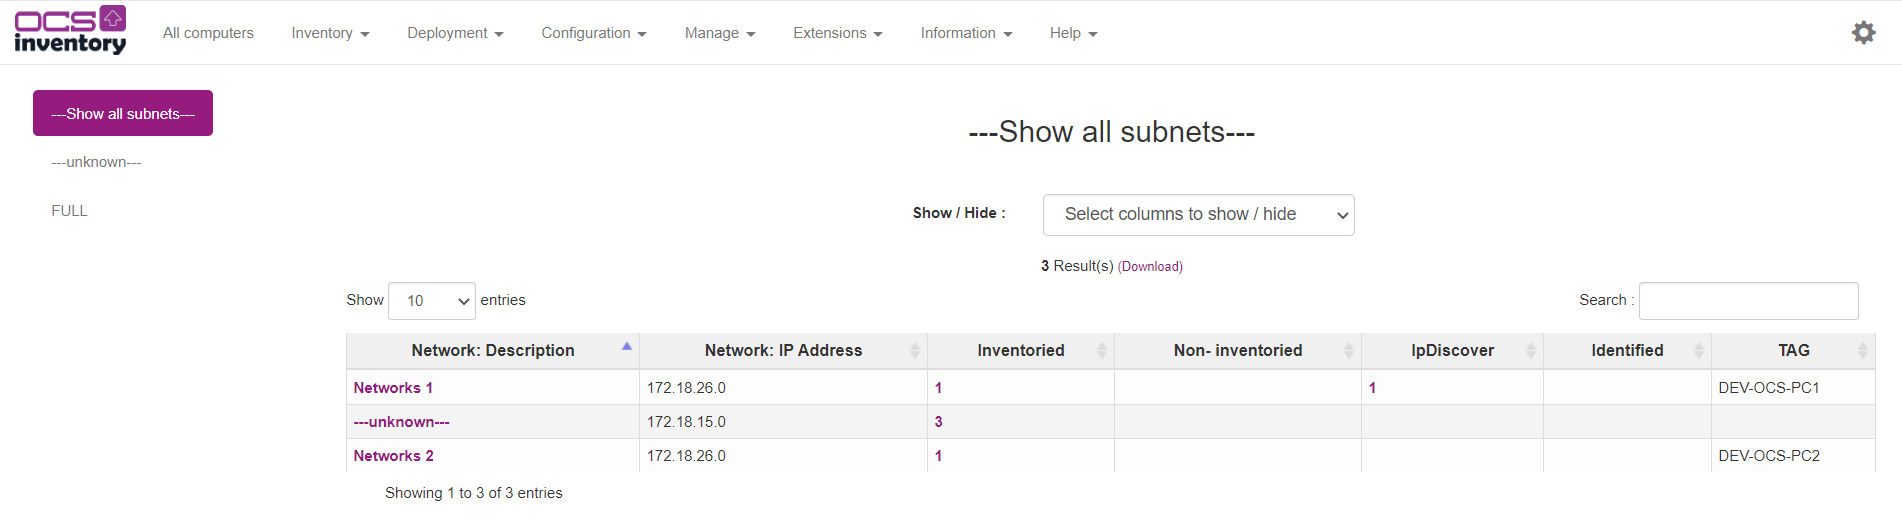 OCS
inventory
All computers Inventory Deployment Configuration Manage Extensions Information Help
---Show all subnets---
---unknown---
FULL
---Show all subnets---
Show / Hide : Select columns to show / hide
3 Result(s) (Download)
Show 10 entries Search :
Network: Description Network: IP Address Inventoried Non- inventoried IpDiscover Identified TAG
Networks 1 172.18.26.0 1 1 DEV-OCS-PC1
---unknown--- 172.18.15.0 3
Networks 2 172.18.26.0 1 DEV-OCS-PC2
Showing 1 to 3 of 3 entries